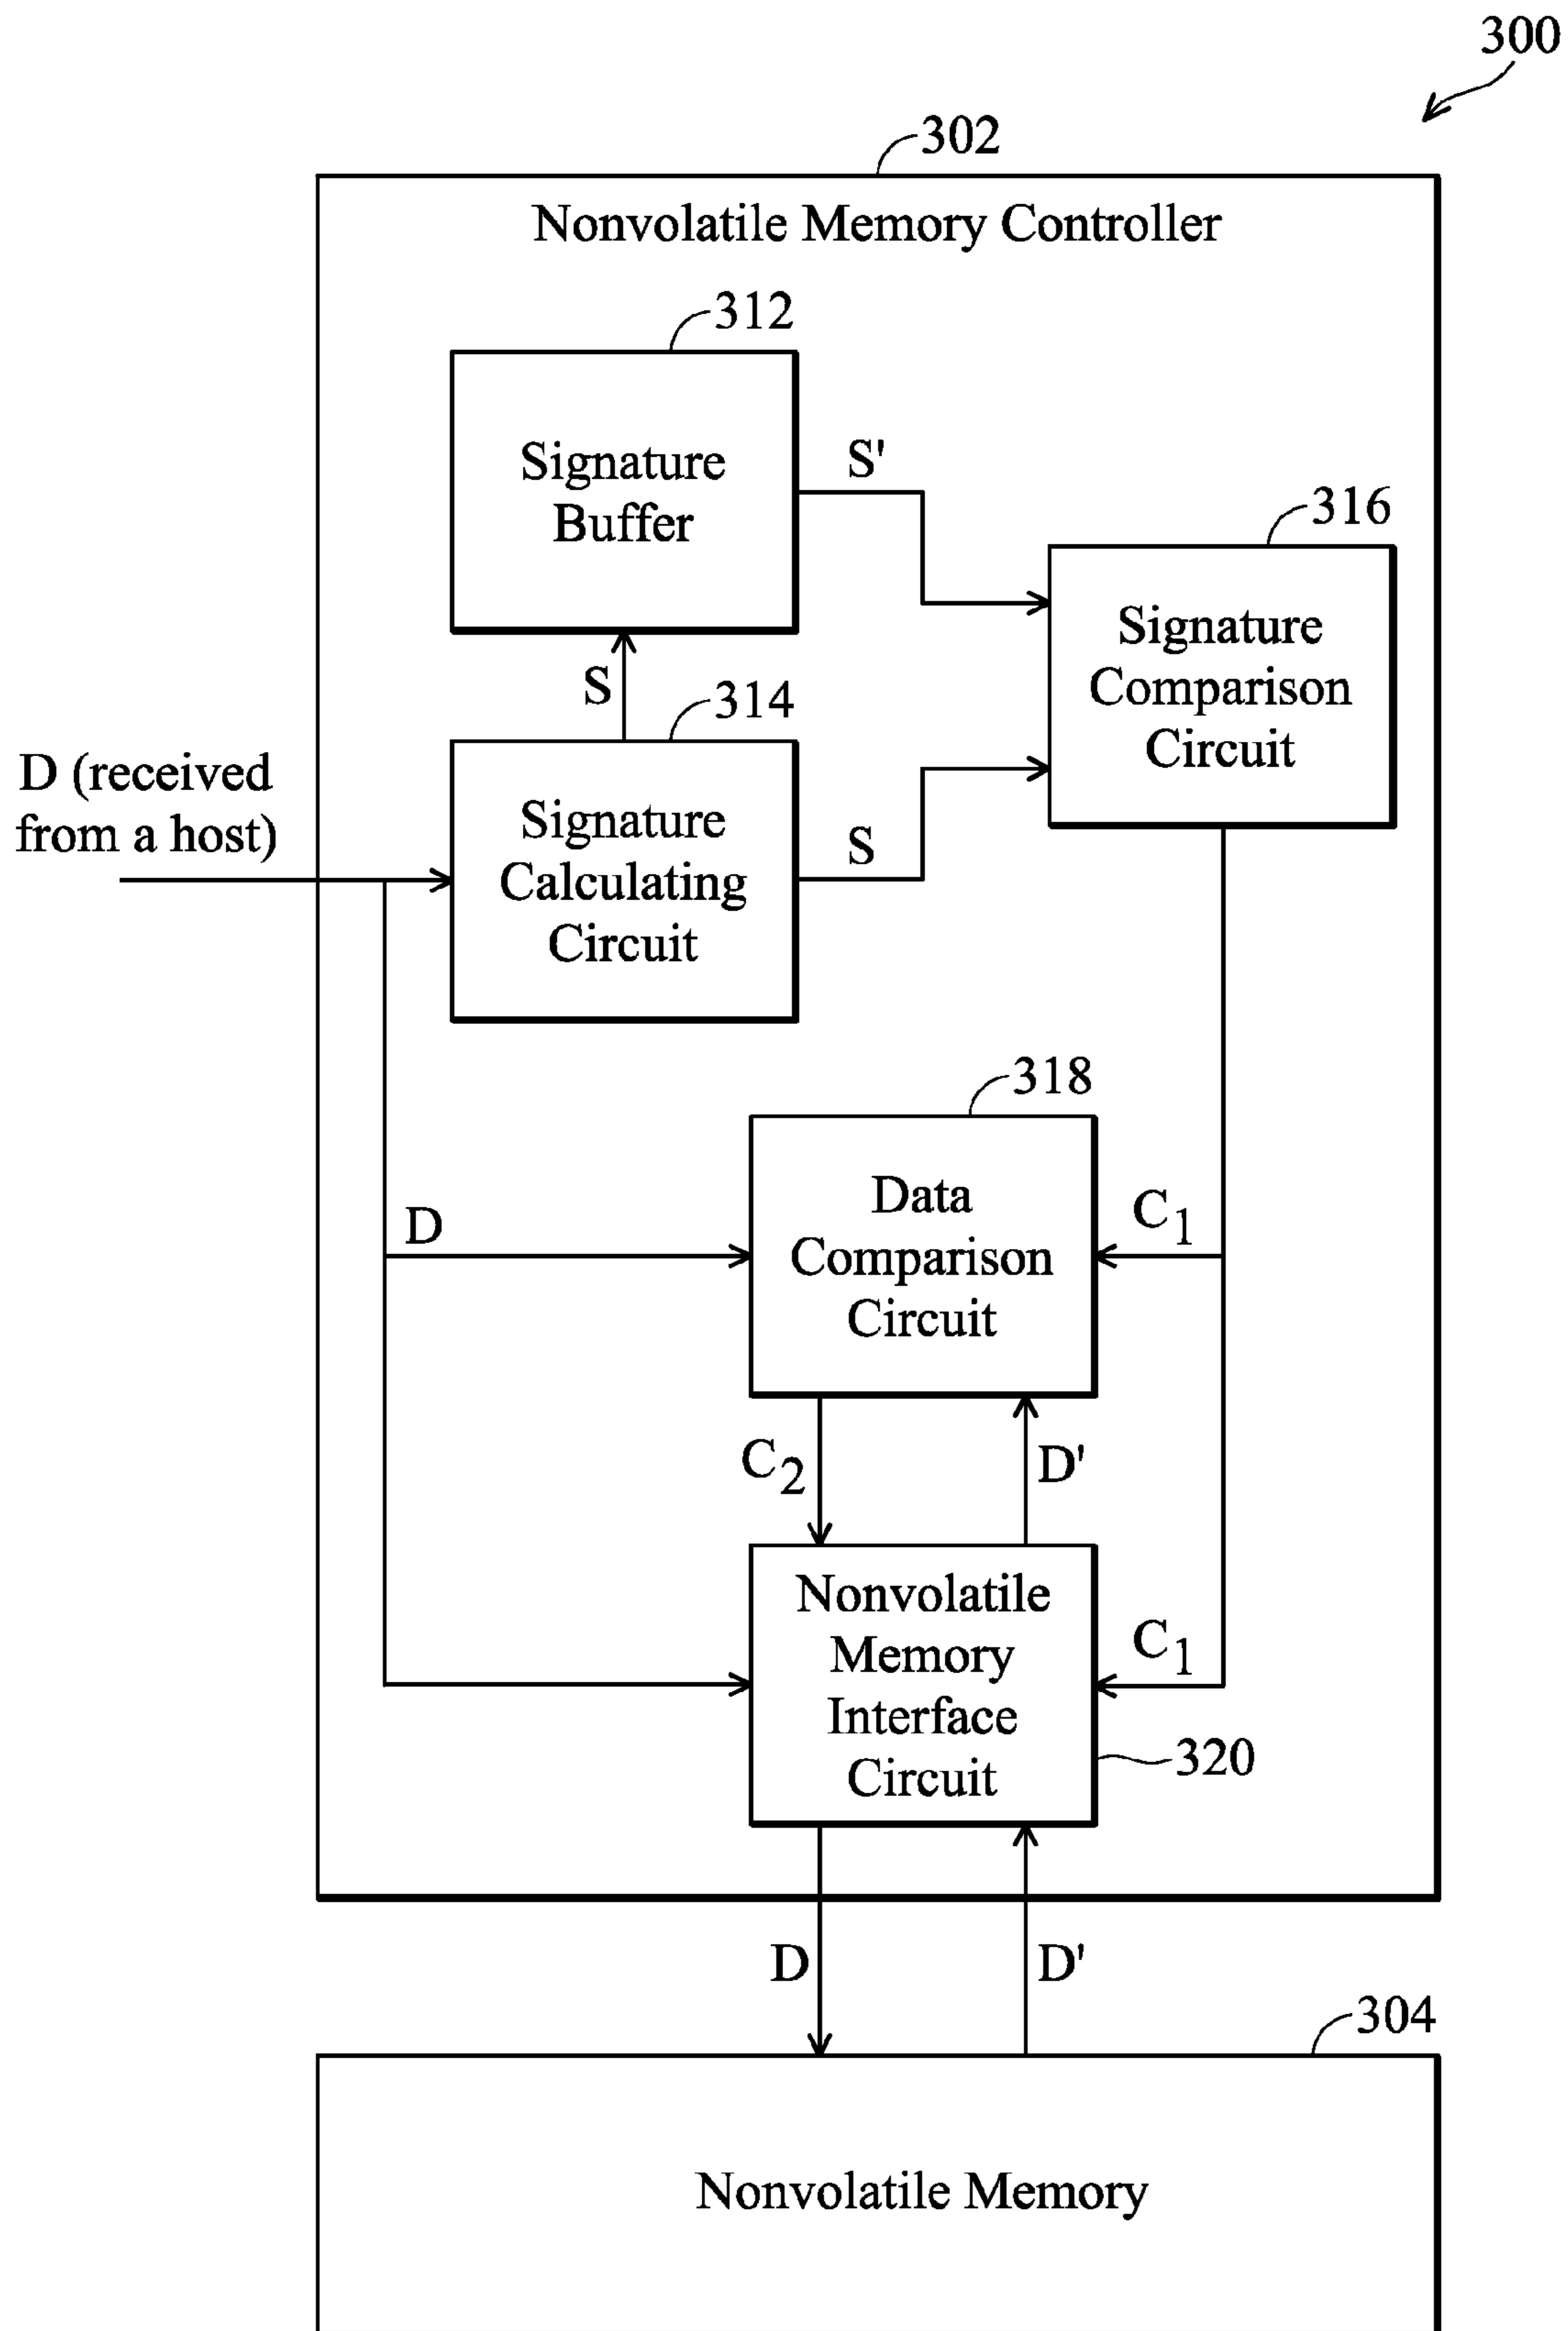 300
302
Nonvolatile Memory Controller
312
Signature
Buffer
S'
316
Signature
Comparison
Circuit
S
314
D (received
from a host)
Signature
Calculating
Circuit
S
318
Data
Comparison
Circuit
D
C1
C2
D'
Nonvolatile
Memory
Interface
Circuit
C1
320
D
D'
304
Nonvolatile Memory